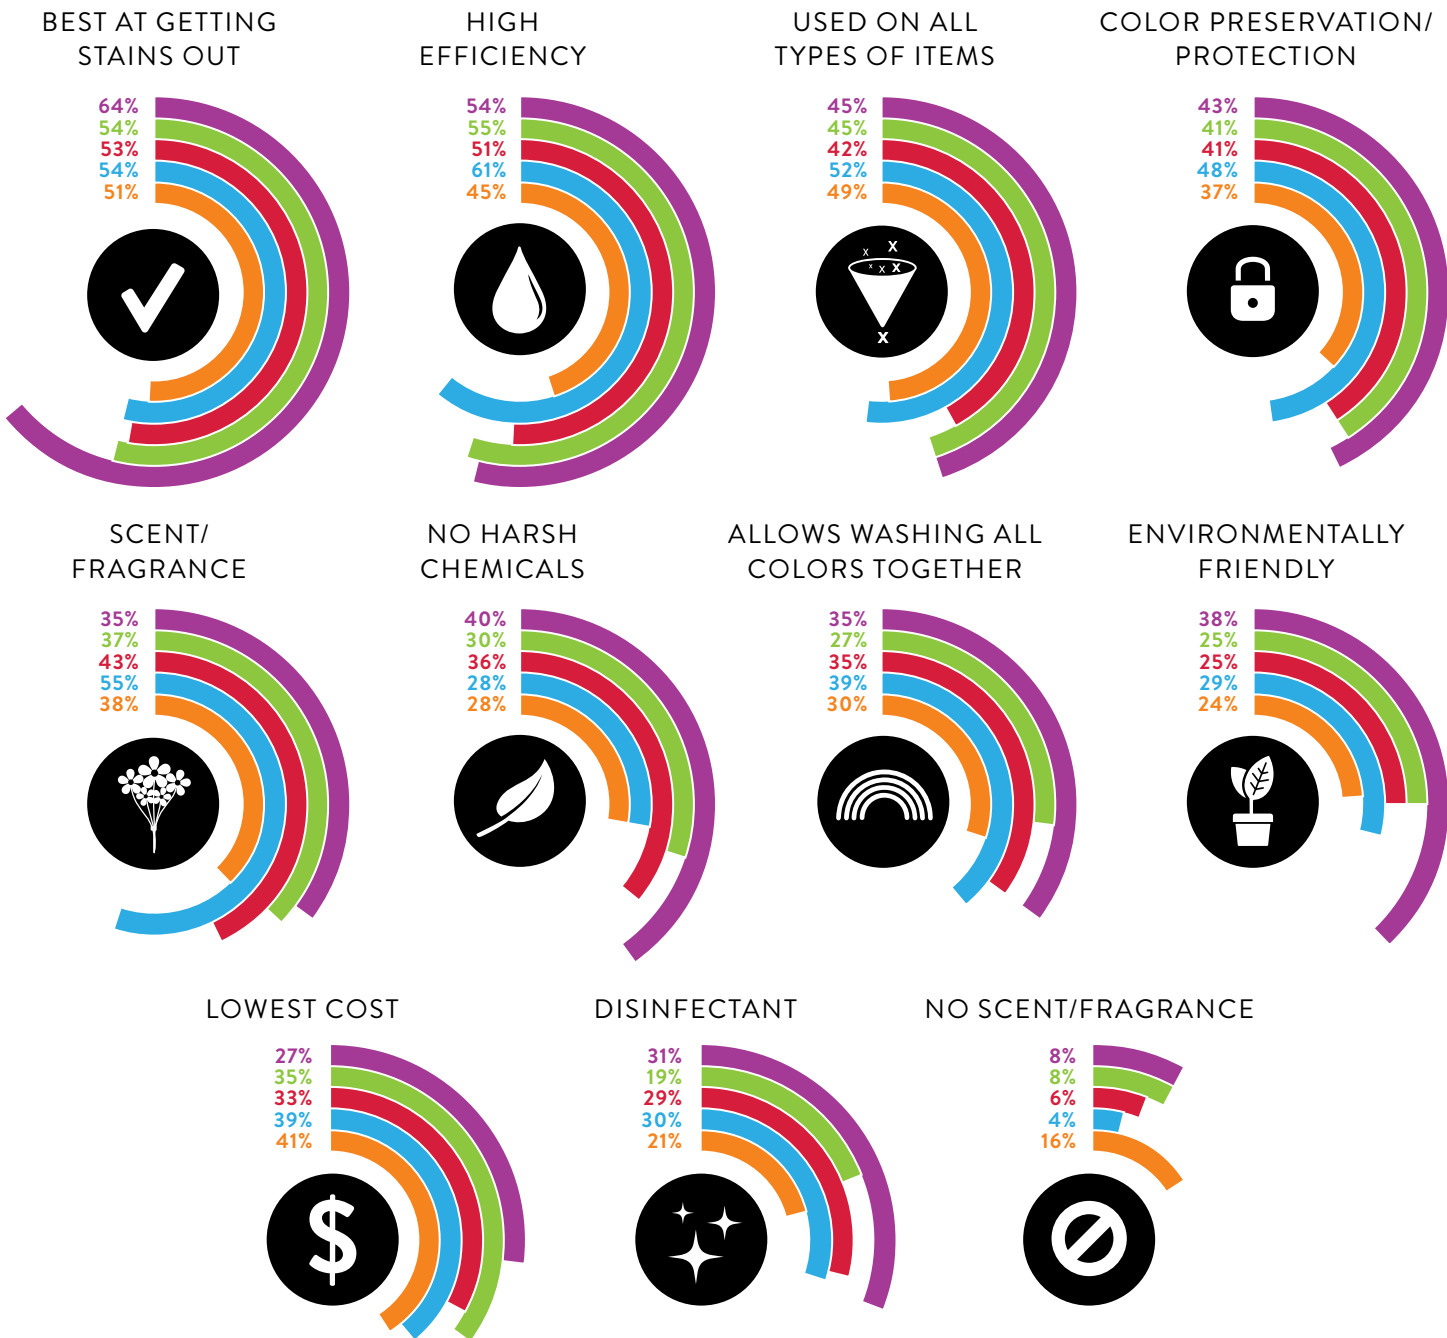 BEST AT GETTING
STAINS OUT
64%
54%
53%
54%
51%
HIGH
EFFICIENCY
54%
55%
51%
61%
45%
USED ON ALL
TYPES OF ITEMS
45%
45%
42%
52%
49%
x
x
x
x
x
x
COLOR PRESERVATION/
PROTECTION
43%
41%
41%
48%
37%
SCENT/
FRAGRANCE
35%
37%
43%
55%
38%
NO HARSH
CHEMICALS
40%
30%
36%
28%
28%
ALLOWS WASHING ALL
COLORS TOGETHER
35%
27%
35%
39%
30%
ENVIRONMENTALLY
FRIENDLY
38%
25%
25%
29%
24%
LOWEST COST
27%
35%
33%
39%
41%
$
DISINFECTANT
31%
19%
29%
30%
21%
NO SCENT/FRAGRANCE
8%
8%
6%
4%
16%